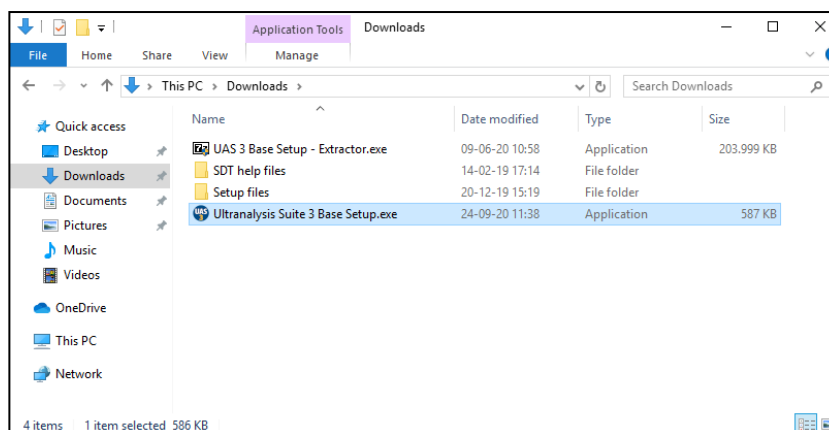 Application Tools Downloads
File Home Share View Manage
This PC > Downloads > Search Downloads
Name Date modified Type Size
Quick access
Desktop
Downloads
Documents
Pictures
Music
Videos
OneDrive
This PC
Network
UAS 3 Base Setup - Extractor.exe 09-06-20 10:58 Application 203.999 KB
SDT help files 14-02-19 17:14 File folder
Setup files 20-12-19 15:19 File folder
Ultranalysis Suite 3 Base Setup.exe 24-09-20 11:38 Application 587 KB
4 items 1 item selected 586 KB